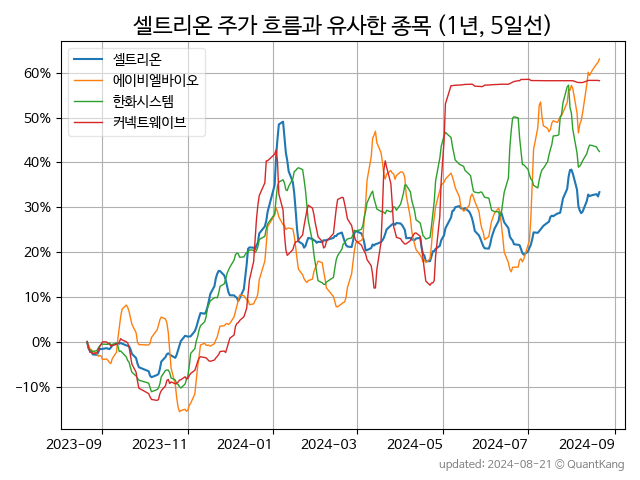 셀트리온 주가 흐름과 유사한 종목 (1년, 5일선)
셀트리온
에이비엘바이오
한화시스템
커넥트웨이브
60%
50%
40%
30%
20%
10%
0%
−10%
2023-09 2023-11 2024-01 2024-03 2024-05 2024-07 2024-09
updated: 2024-08-21 © QuantKang